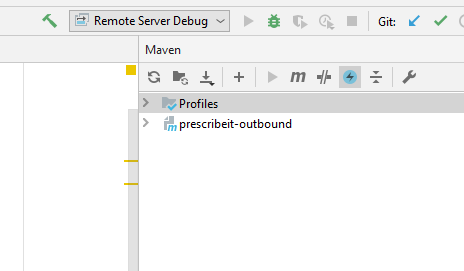 Remote Server Debug
Git:
Maven
m
Profiles
prescribeit-outbound